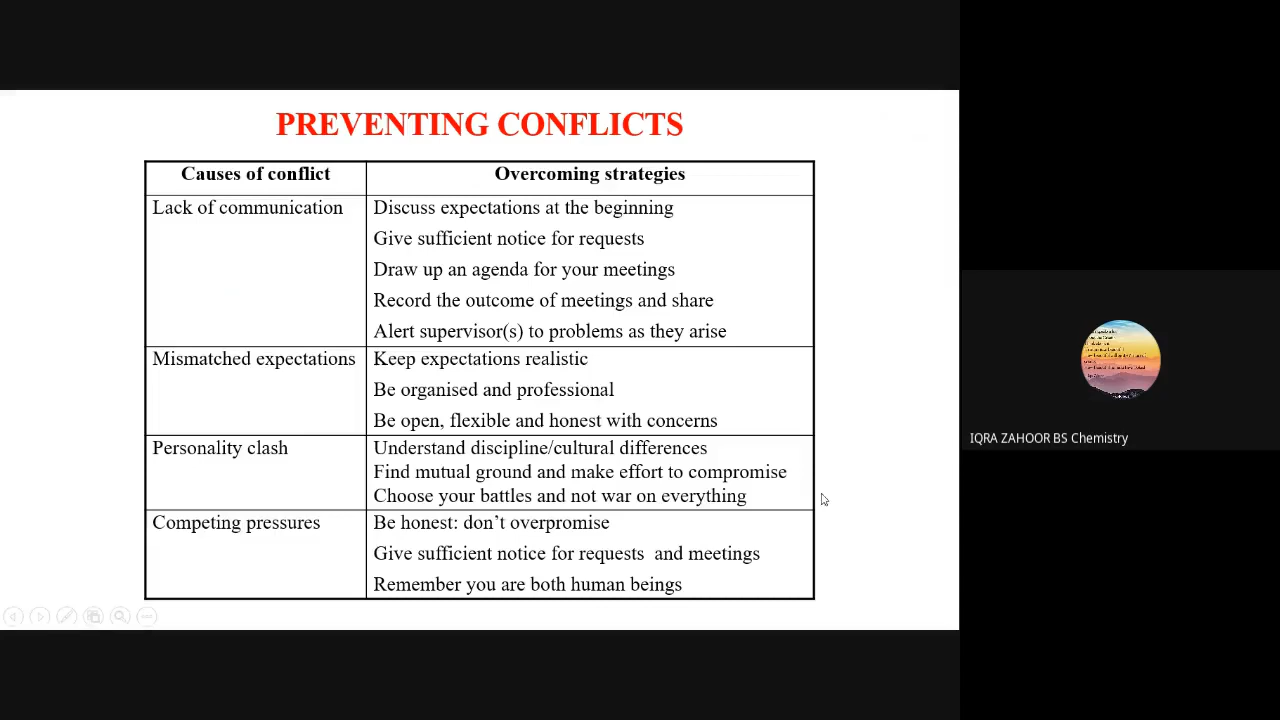 PREVENTING CONFLICTS
Causes of conflict
Overcoming strategies
Lack of communication
Discuss expectations at the beginning
Give sufficient notice for requests
Draw up an agenda for your meetings
Record the outcome of meetings and share
Alert supervisor(s) to problems as they arise
Mismatched expectations
Keep expectations realistic
Be organised and professional
Be open, flexible and honest with concerns
Personality clash
Understand discipline/cultural differences
Find mutual ground and make effort to compromise
Choose your battles and not war on everything
Competing pressures
Be honest: don’t overpromise
Give sufficient notice for requests  and meetings
Remember you are both human beings
IQRA ZAHOOR BS Chemistry